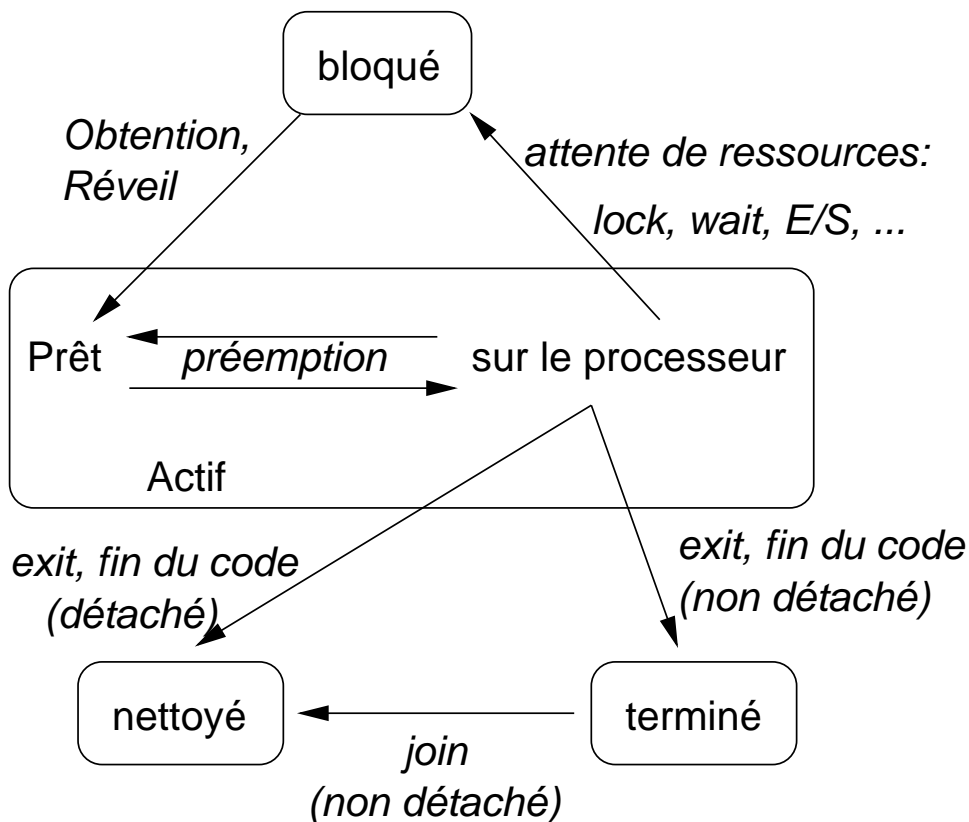 bloqué
Obtention,
Réveil
attente de ressources:
lock, wait, E/S, ...
Prêt
préemption
sur le processeur
Actif
exit, fin du code
(détaché)
exit, fin du code
(non détaché)
nettoyé
terminé
join
(non détaché)